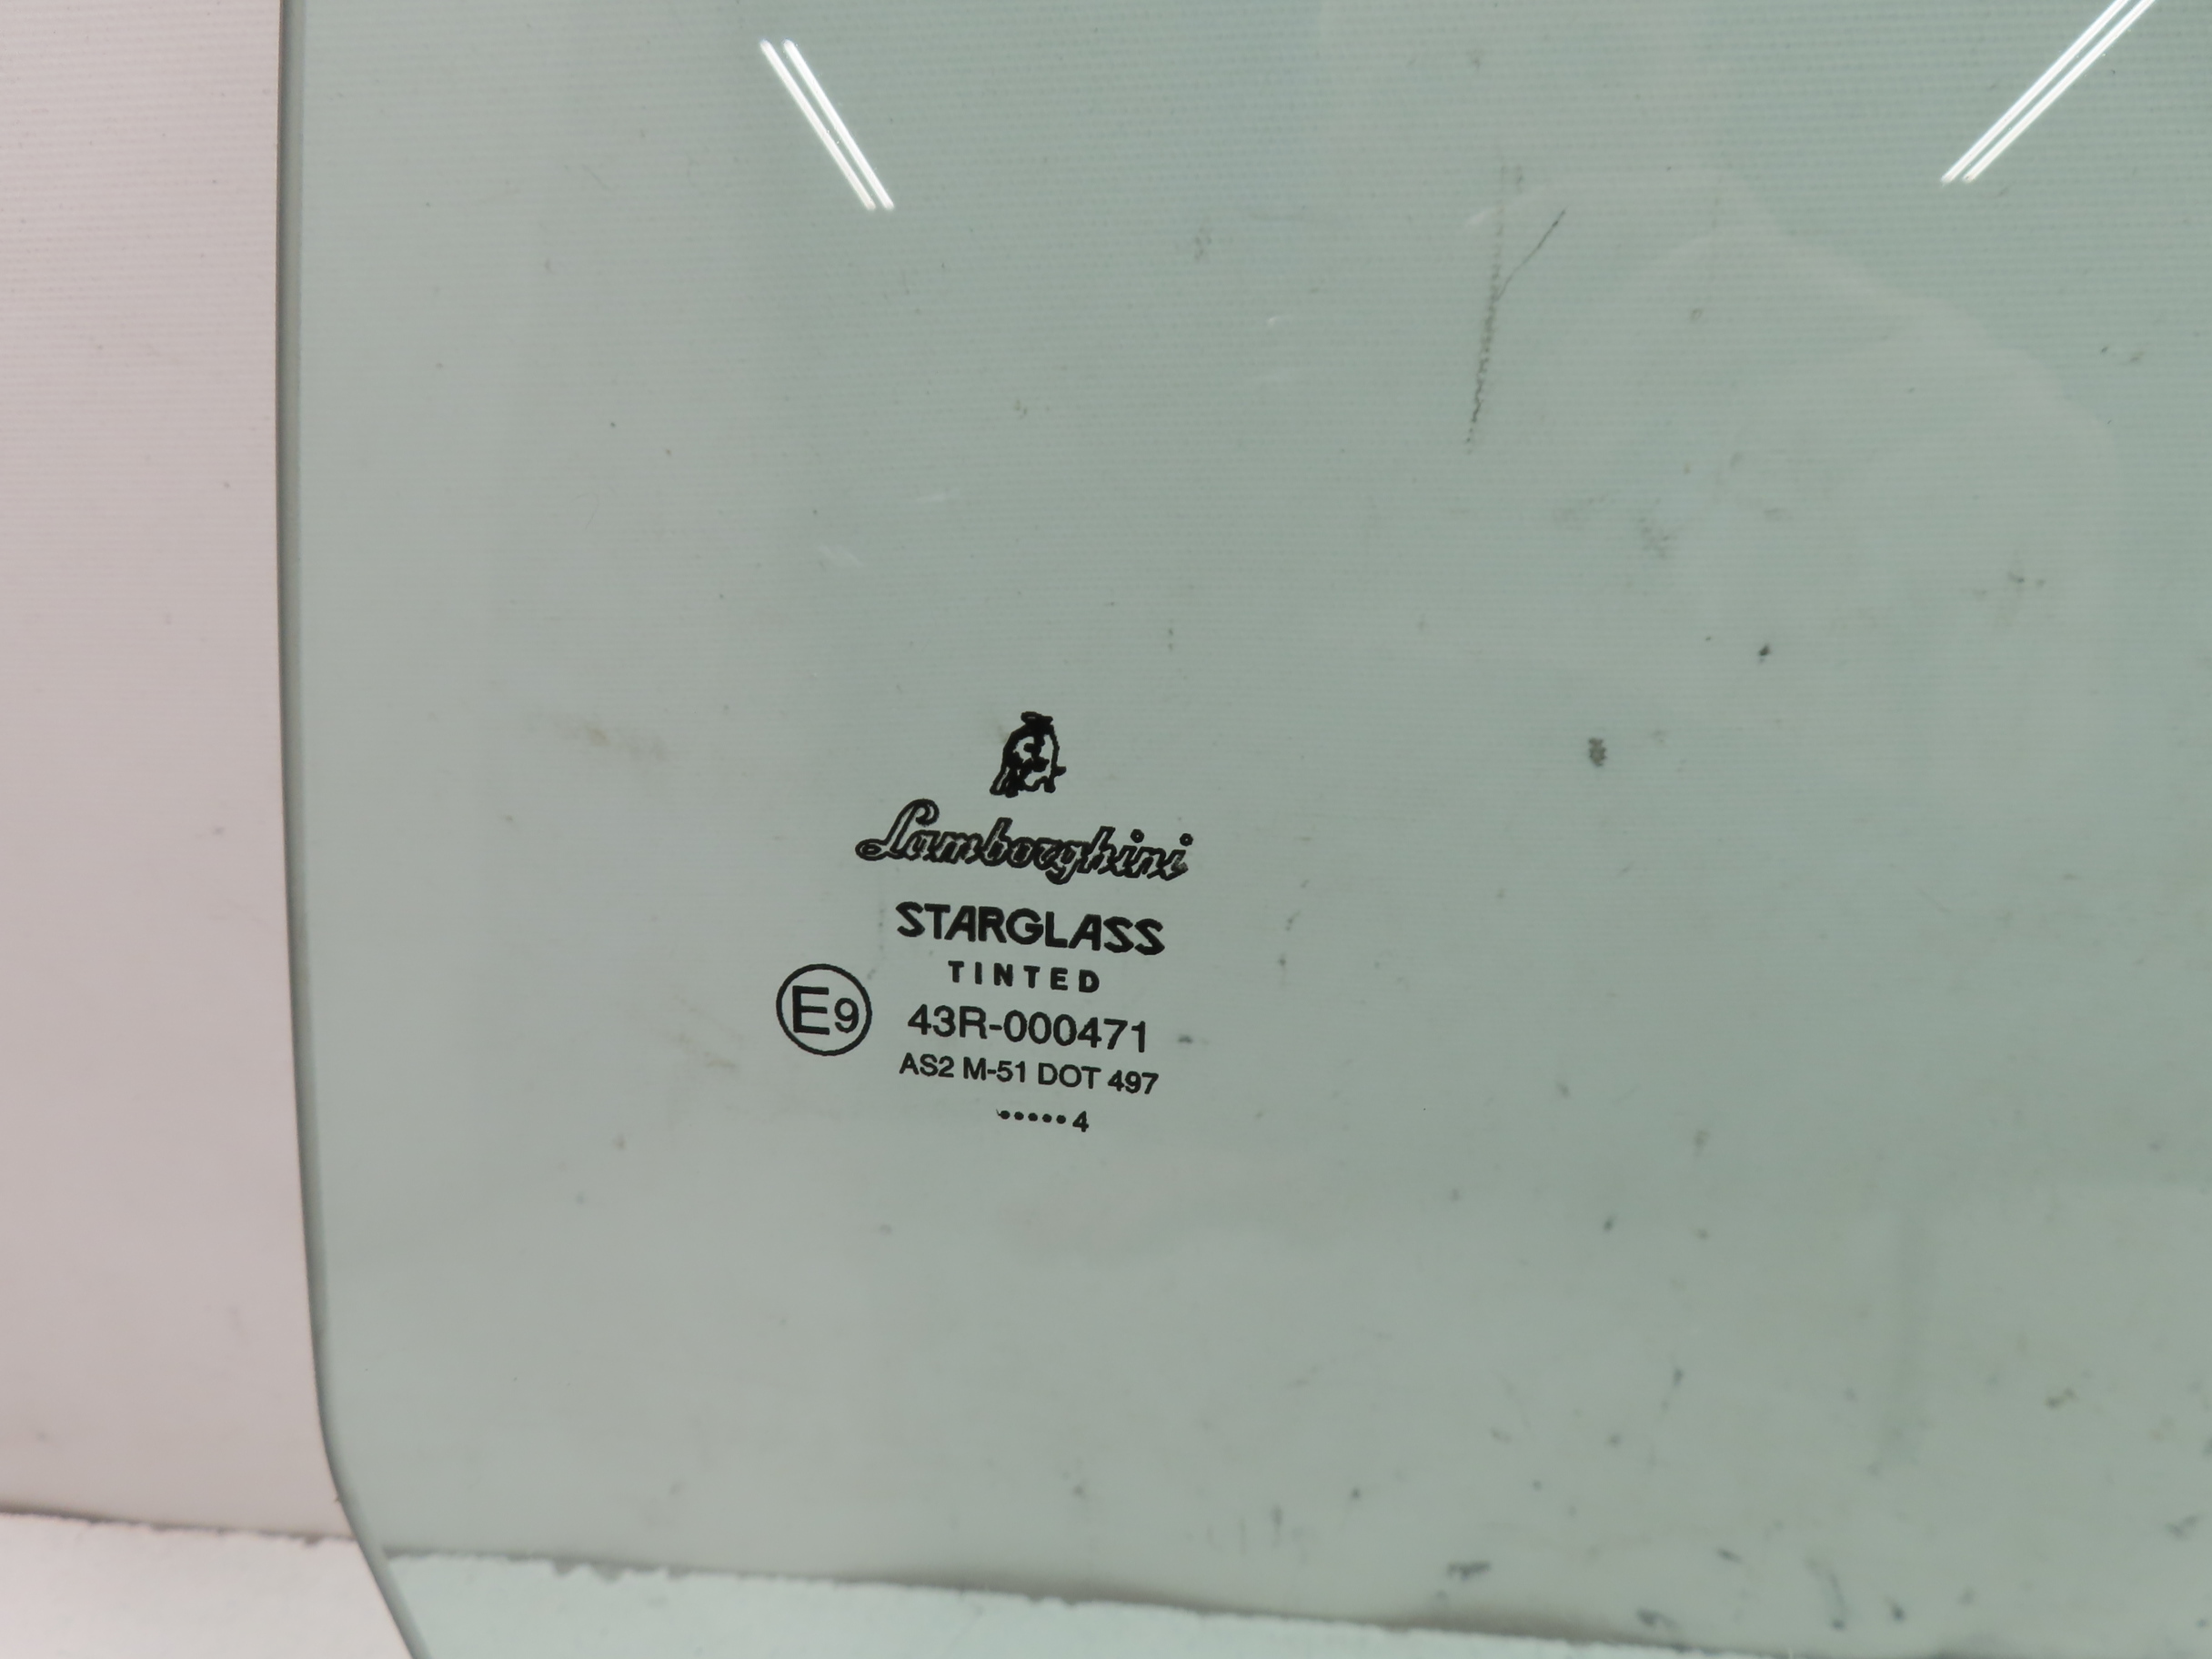 Lamborghini
STARGLASS
TINTED
E9 43R-000471
AS2 M-51 DOT 497
•••••4